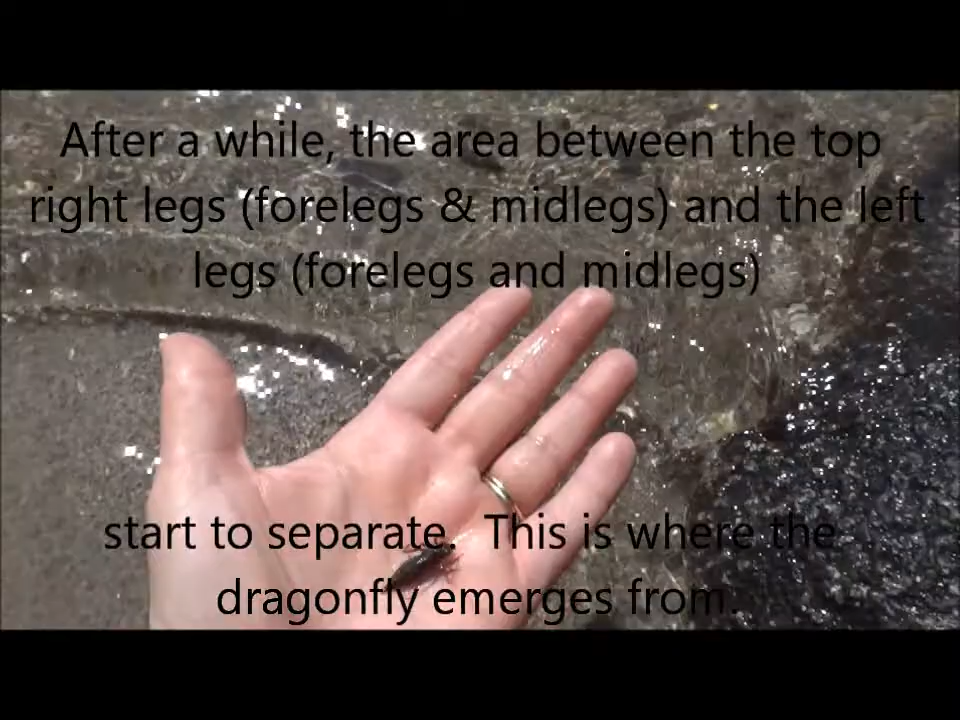 After a while, the area between the top
right legs (forelegs & midlegs) and the left
legs (forelegs and midlegs)
start to separate.  This is where the
dragonfly emerges from.